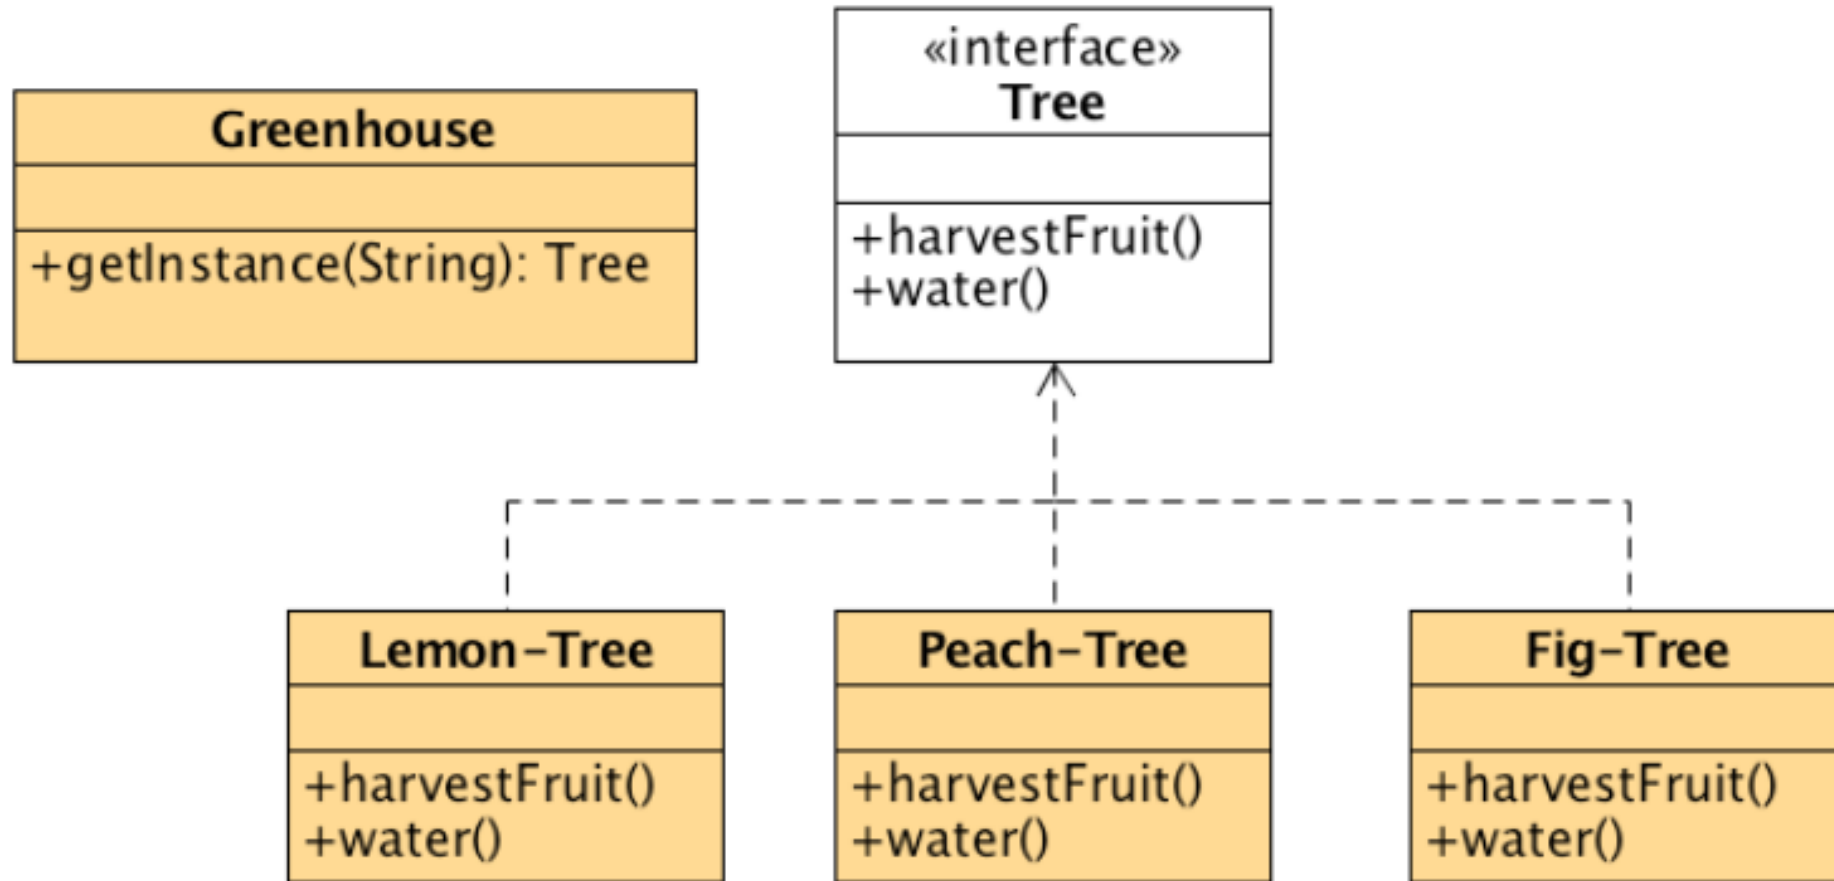 Greenhouse
+getInstance(String): Tree
«interface»
Tree
+harvestFruit()
+water()
Lemon-Tree
+harvestFruit()
+water()
Peach-Tree
+harvestFruit()
+water()
Fig-Tree
+harvestFruit()
+water()